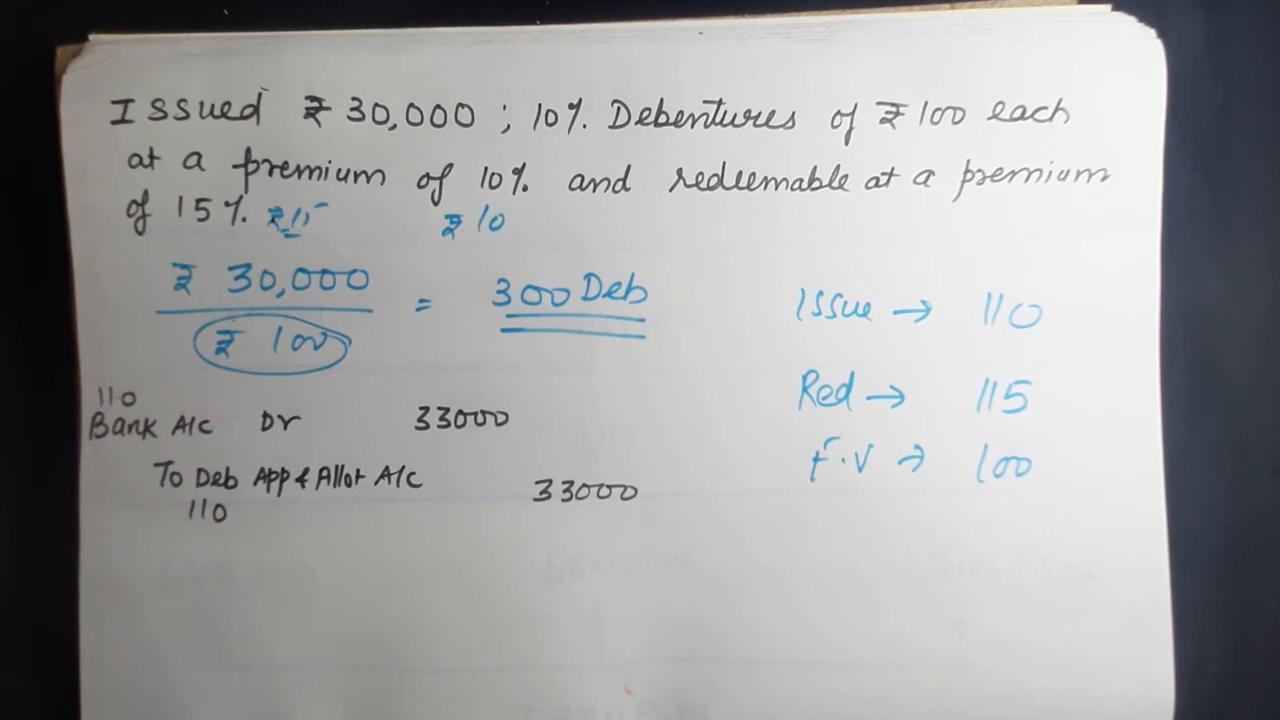 Issued ₹ 30,000 ; 10% Debentures of ₹ 100 each
at a premium of 10% and redeemable at a premium
of 15%. ₹ 15 ₹ 10
₹ 30,000 / ₹ 100 = 300 Deb
Issue → 110
Red → 115
F.V → 100
110
Bank A/c Dr 33000
To Deb App & Allot A/c 33000
110